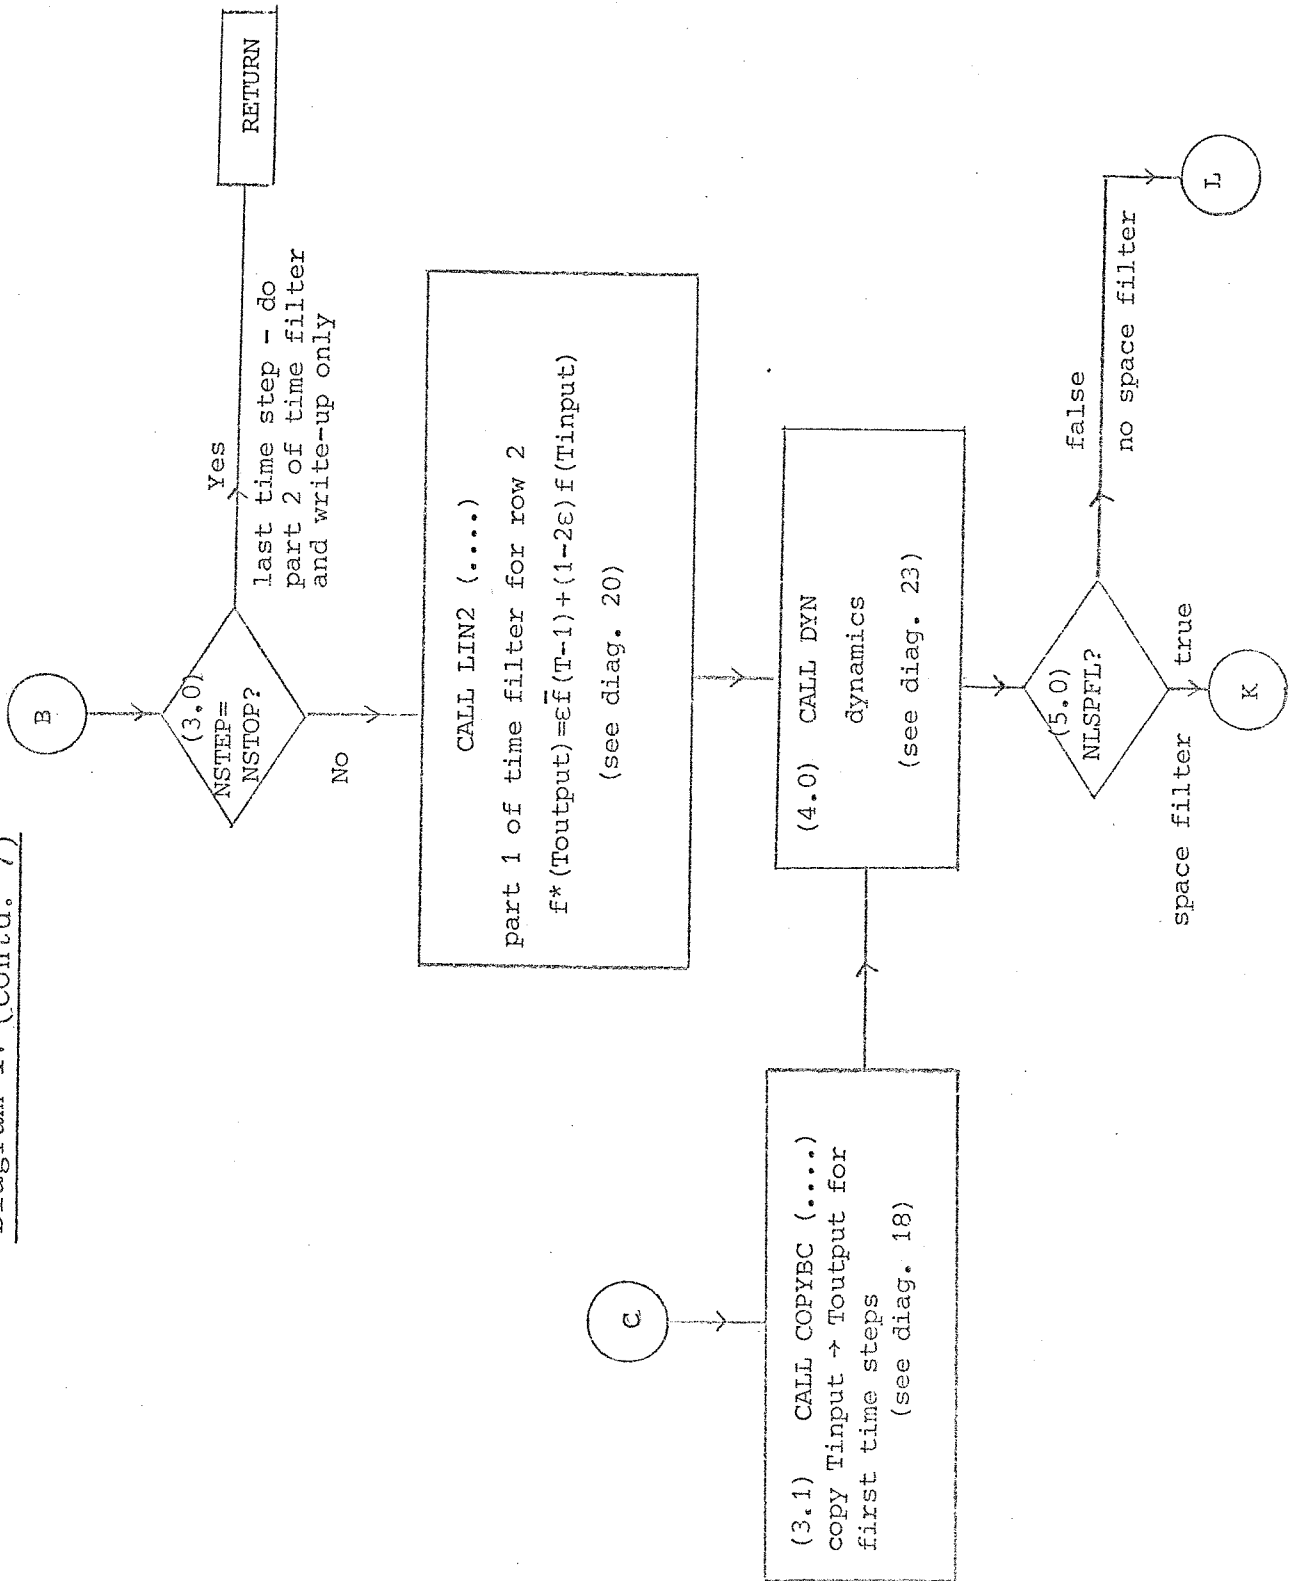 (Contd. 7)
B
(3.0)
NSTEP=
NSTOP?
Yes
last time step - do
part 2 of time filter
and write-up only
RETURN
No
CALL LIN2 (....)
part 1 of time filter for row 2
f*(Toutput)=εf̄(T-1)+(1-2ε)f(Tinput)
(see diag. 20)
C
(3.1) CALL COPYBC (....)
copy Tinput → Toutput for
first time steps
(see diag. 18)
(4.0) CALL DYN
dynamics
(see diag. 23)
(5.0)
NLSPFL?
false
no space filter
L
space filter true
K